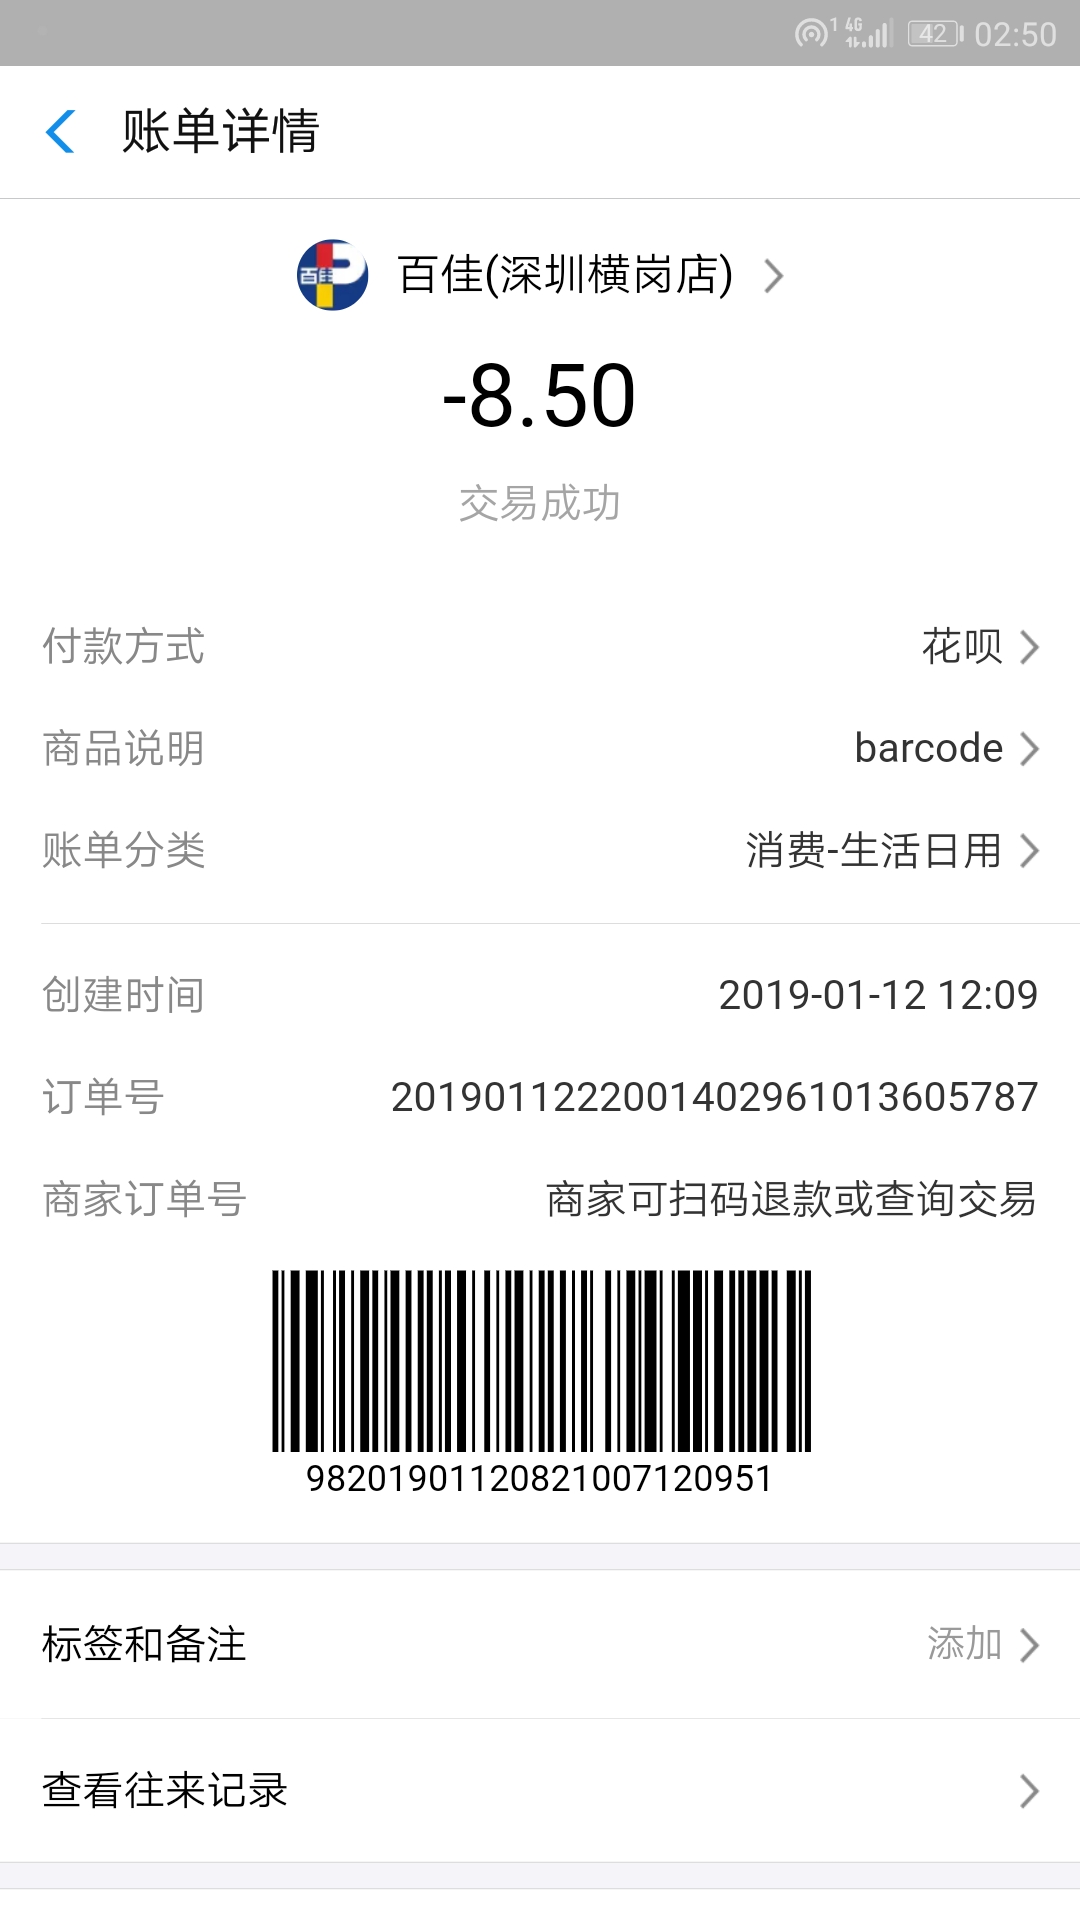 1 4G 42 02:50
账单详情
百佳 百佳(深圳横岗店)
-8.50
交易成功
付款方式 花呗
商品说明 barcode
账单分类 消费-生活日用
创建时间 2019-01-12 12:09
订单号 2019011222001402961013605787
商家订单号 商家可扫码退款或查询交易
98201901120821007120951
标签和备注 添加
查看往来记录